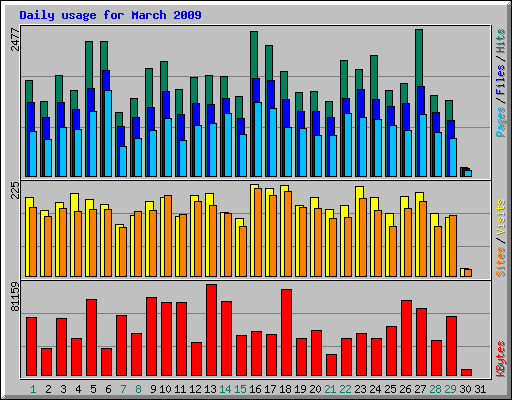 Daily usage for March 2009
2477
Pages / Files / Hits
225
Sites / Visits
81159
KBytes
1 2 3 4 5 6 7 8 9 10 11 12 13 14 15 16 17 18 19 20 21 22 23 24 25 26 27 28 29 30 31